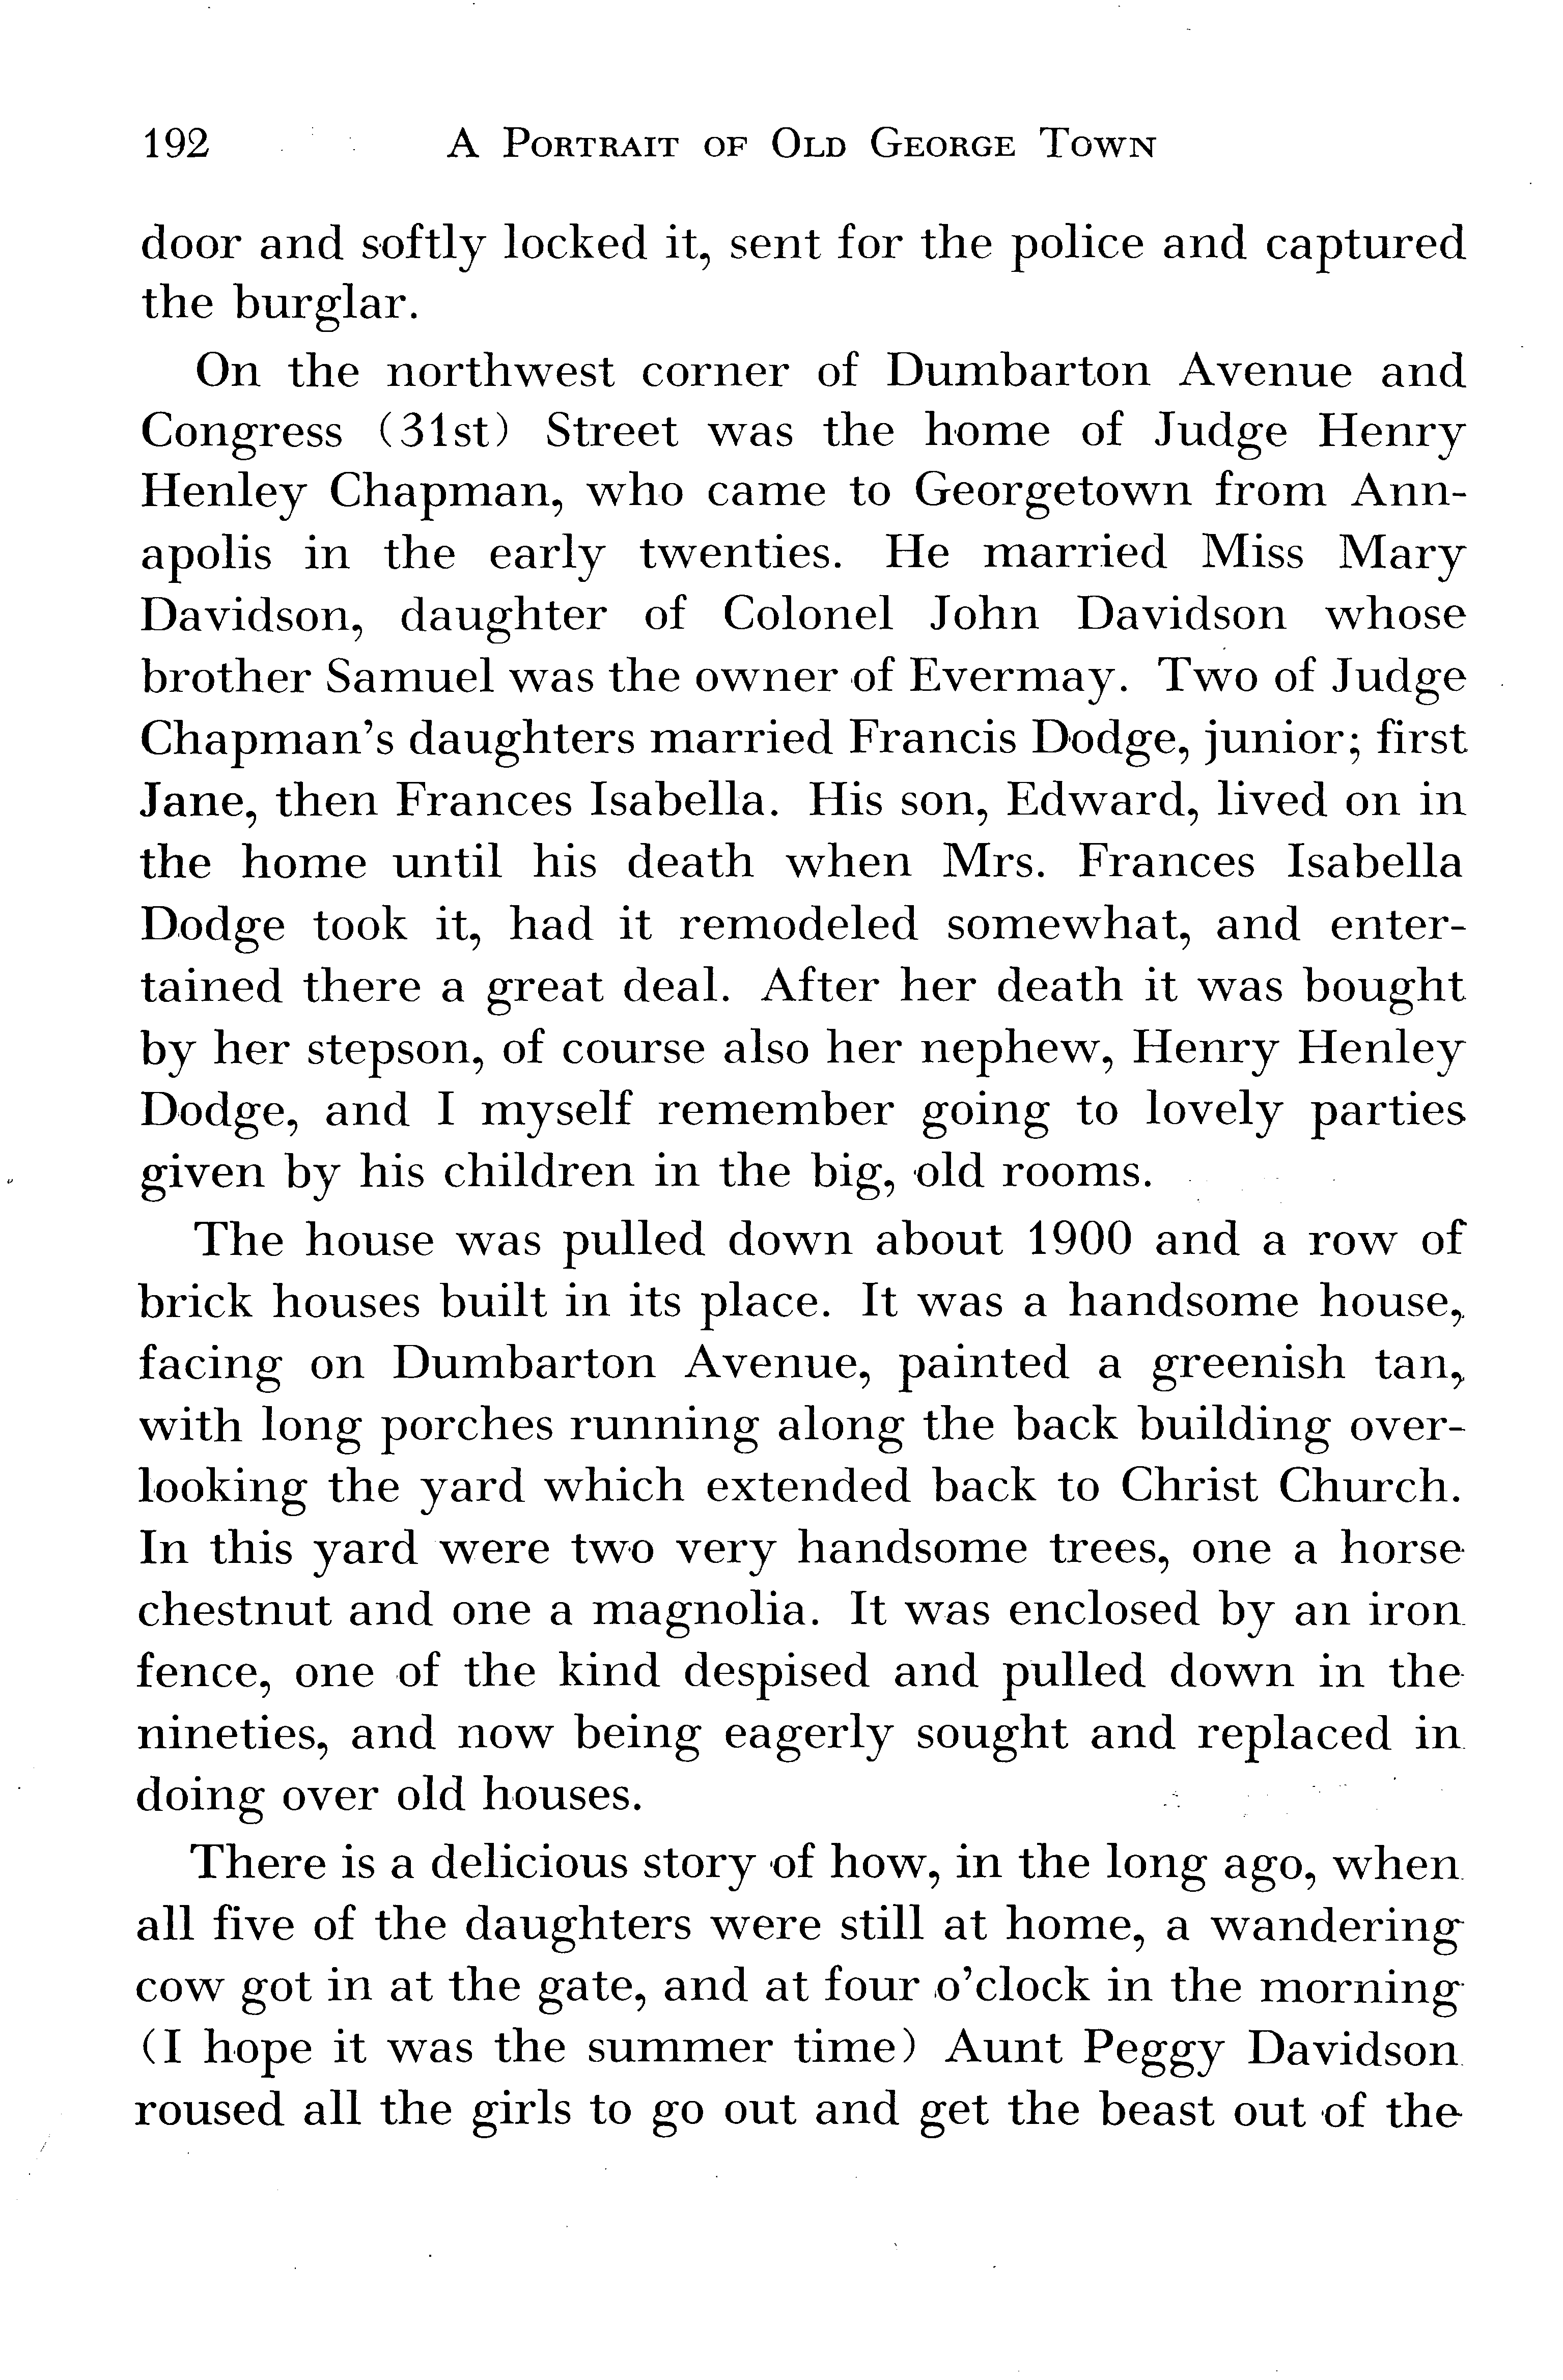 192 A Portrait of Old George Town
door and softly locked it, sent for the police and captured
the burglar.
On the northwest corner of Dumbarton Avenue and
Congress (31st) Street was the home of Judge Henry
Henley Chapman, who came to Georgetown from Ann-
apolis in the early twenties. He married Miss Mary
Davidson, daughter of Colonel John Davidson whose
brother Samuel was the owner of Evermay. Two of Judge
Chapman's daughters married Francis Dodge, junior; first
Jane, then Frances Isabella. His son, Edward, lived on in
the home until his death when Mrs. Frances Isabella
Dodge took it, had it remodeled somewhat, and enter-
tained there a great deal. After her death it was bought
by her stepson, of course also her nephew, Henry Henley
Dodge, and I myself remember going to lovely parties
given by his children in the big, old rooms.
The house was pulled down about 1900 and a row of
brick houses built in its place. It was a handsome house,
facing on Dumbarton Avenue, painted a greenish tan,
with long porches running along the back building over-
looking the yard which extended back to Christ Church.
In this yard were two very handsome trees, one a horse
chestnut and one a magnolia. It was enclosed by an iron
fence, one of the kind despised and pulled down in the
nineties, and now being eagerly sought and replaced in
doing over old houses.
There is a delicious story of how, in the long ago, when
all five of the daughters were still at home, a wandering
cow got in at the gate, and at four o'clock in the morning
(I hope it was the summer time) Aunt Peggy Davidson
roused all the girls to go out and get the beast out of the